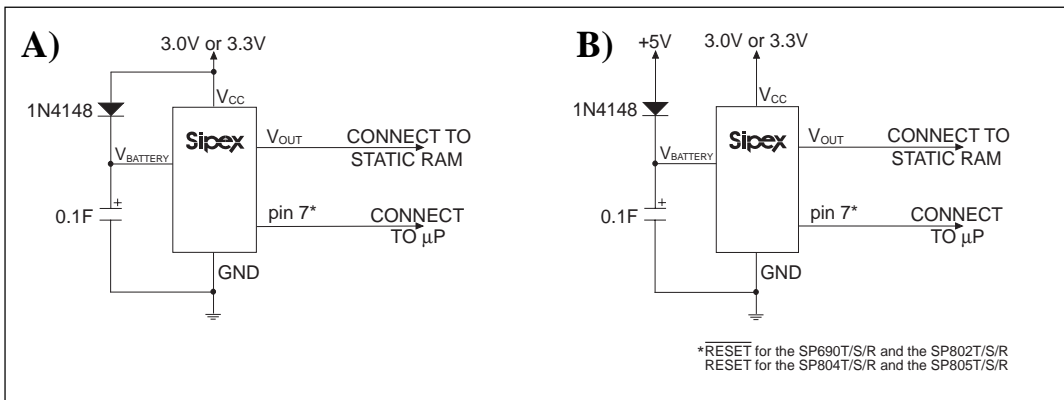 A)
3.0V or 3.3V
1N4148
VCC
Sipex
VOUT
CONNECT TO
STATIC RAM
VBATTERY
+
0.1F
pin 7*
CONNECT
TO µP
GND
B)
+5V
3.0V or 3.3V
1N4148
VCC
Sipex
VOUT
CONNECT TO
STATIC RAM
VBATTERY
+
0.1F
pin 7*
CONNECT
TO µP
GND
*RESET for the SP690T/S/R and the SP802T/S/R
RESET for the SP804T/S/R and the SP805T/S/R